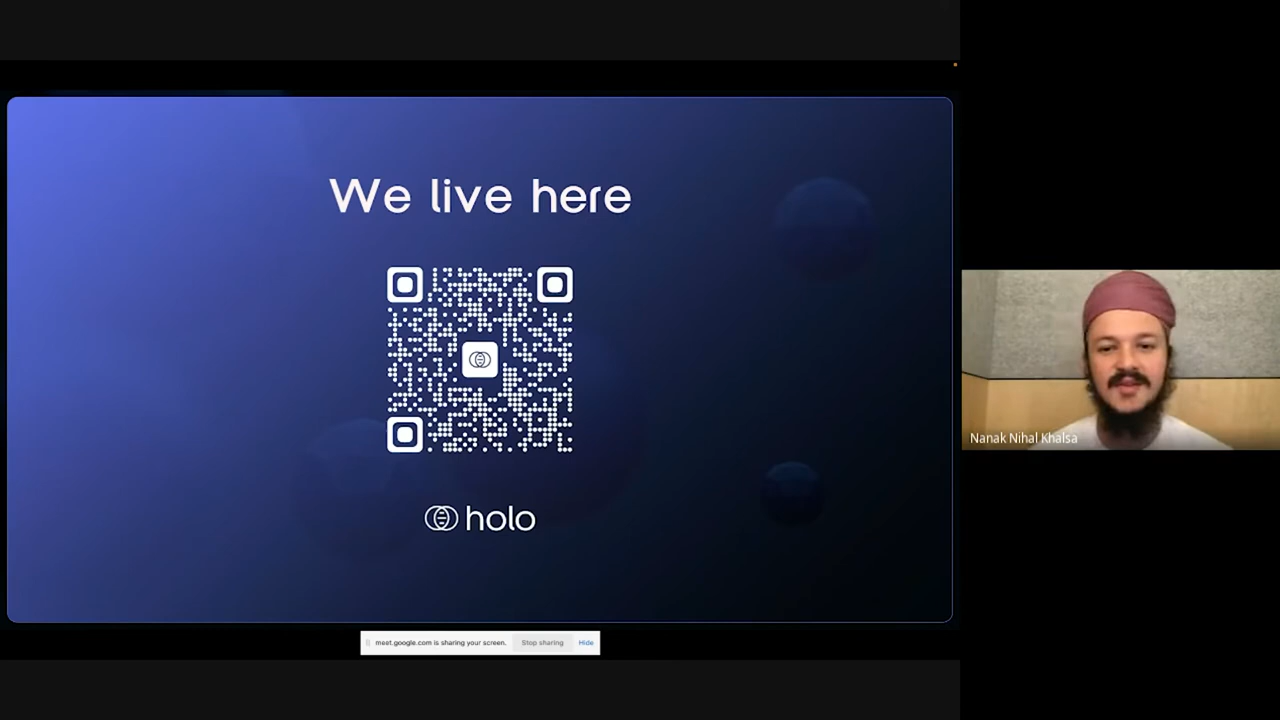 We live here
holo
meet.google.com is sharing your screen. Stop sharing Hide
Nanak Nihal Khalsa